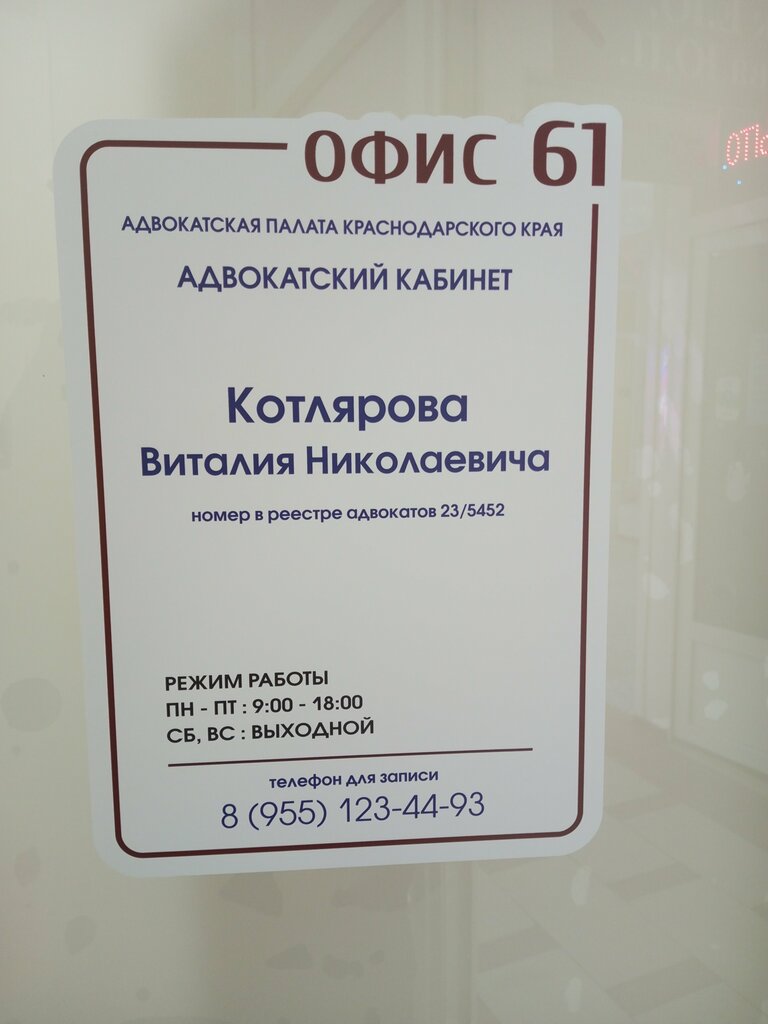 ОФИС 61
АДВОКАТСКАЯ ПАЛАТА КРАСНОДАРСКОГО КРАЯ
АДВОКАТСКИЙ КАБИНЕТ
Котлярова
Виталия Николаевича
номер в реестре адвокатов 23/5452
РЕЖИМ РАБОТЫ
ПН - ПТ : 9:00 - 18:00
СБ, ВС : ВЫХОДНОЙ
телефон для записи
8 (955) 123-44-93